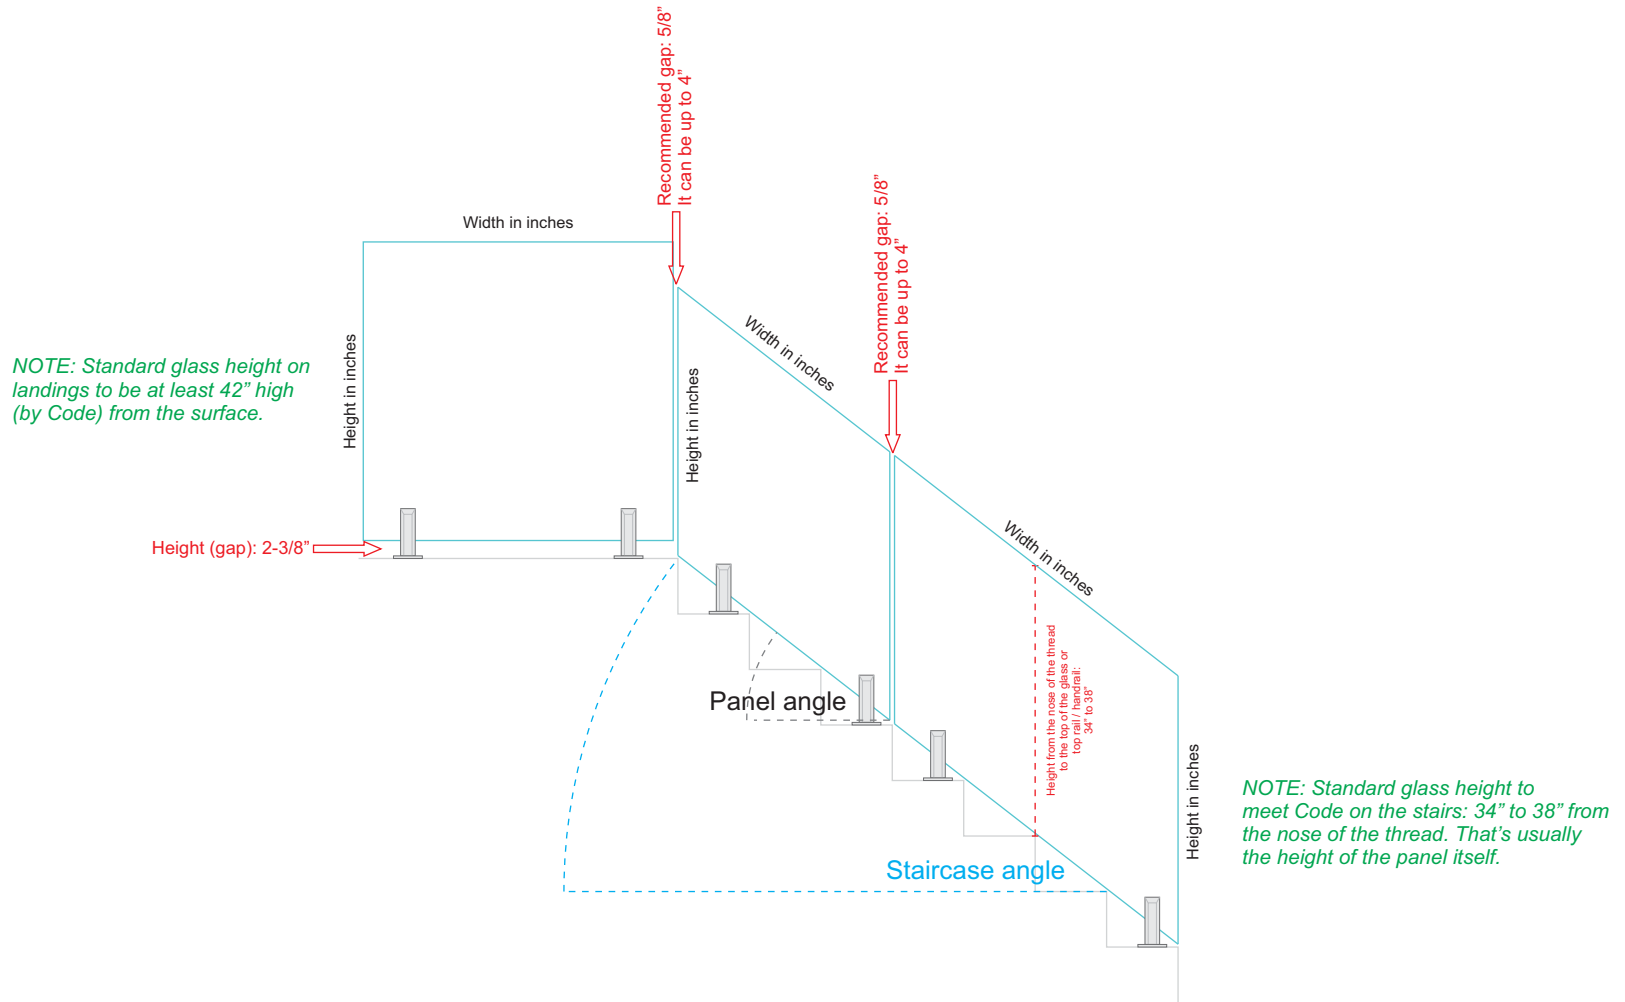 Recommended gap: 5/8”
It can be up to 4”
Recommended gap: 5/8”
It can be up to 4”
Width in inches
Width in inches
Height in inches
Height in inches
NOTE: Standard glass height on
landings to be at least 42” high
(by Code) from the surface.
Height (gap): 2-3/8”
Width in inches
Height from the nose of the thread
to the top of the glass or
top rail / handrail:
34” to 38”
Panel angle
Staircase angle
Height in inches
NOTE: Standard glass height to
meet Code on the stairs: 34” to 38” from
the nose of the thread. That’s usually
the height of the panel itself.